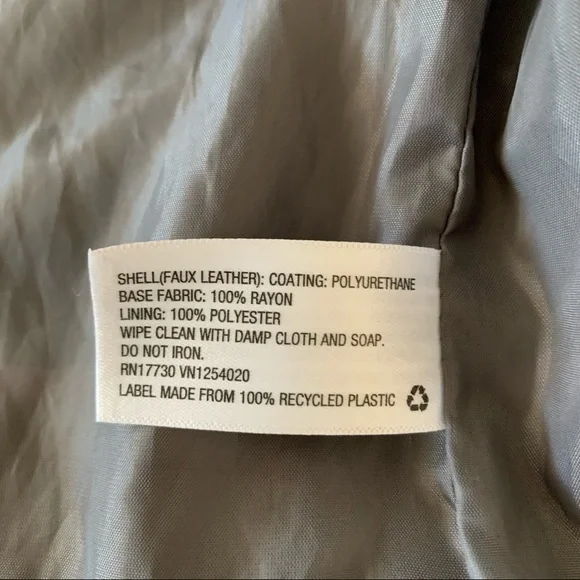 SHELL(FAUX LEATHER): COATING: POLYURETHANE
BASE FABRIC: 100% RAYON
LINING: 100% POLYESTER
WIPE CLEAN WITH DAMP CLOTH AND SOAP.
DO NOT IRON.
RN17730 VN1254020
LABEL MADE FROM 100% RECYCLED PLASTIC